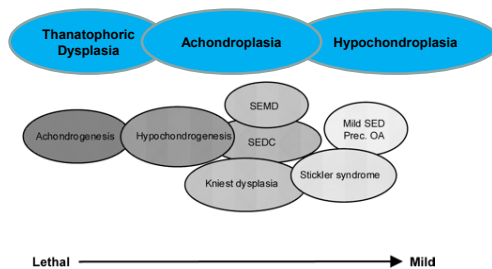 Thanatophoric
Dysplasia
Achondroplasia
Hypochondroplasia
SEMD
Achondrogenesis
Hypochondrogenesis
SEDC
Mild SED
Prec. OA
Kniest dysplasia
Stickler syndrome
Lethal
Mild